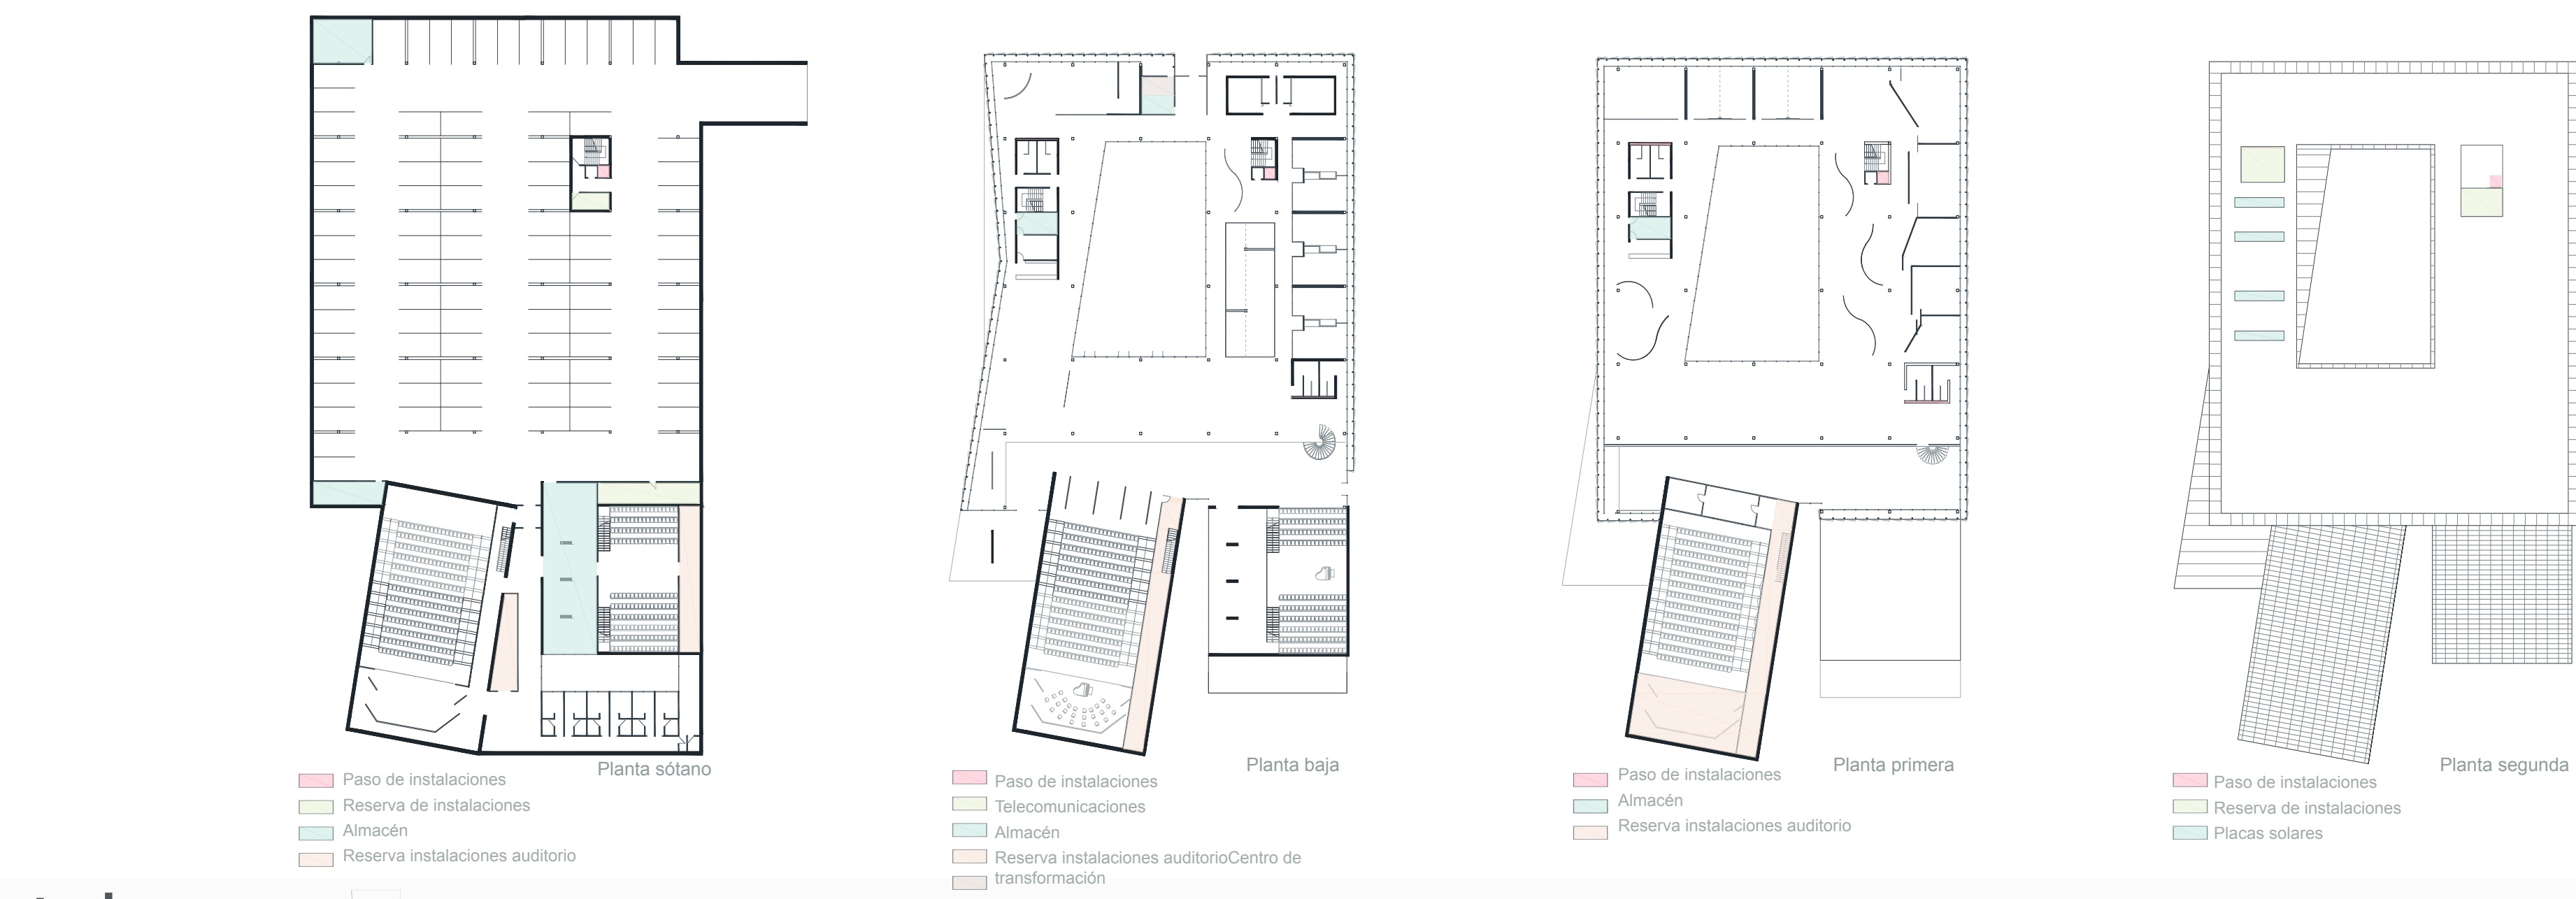 Planta sótano
Paso de instalaciones
Reserva de instalaciones
Almacén
Reserva instalaciones auditorio
Planta baja
Paso de instalaciones
Telecomunicaciones
Almacén
Reserva instalaciones auditorioCentro de
transformación
Planta primera
Paso de instalaciones
Almacén
Reserva instalaciones auditorio
Planta segunda
Paso de instalaciones
Reserva de instalaciones
Placas solares